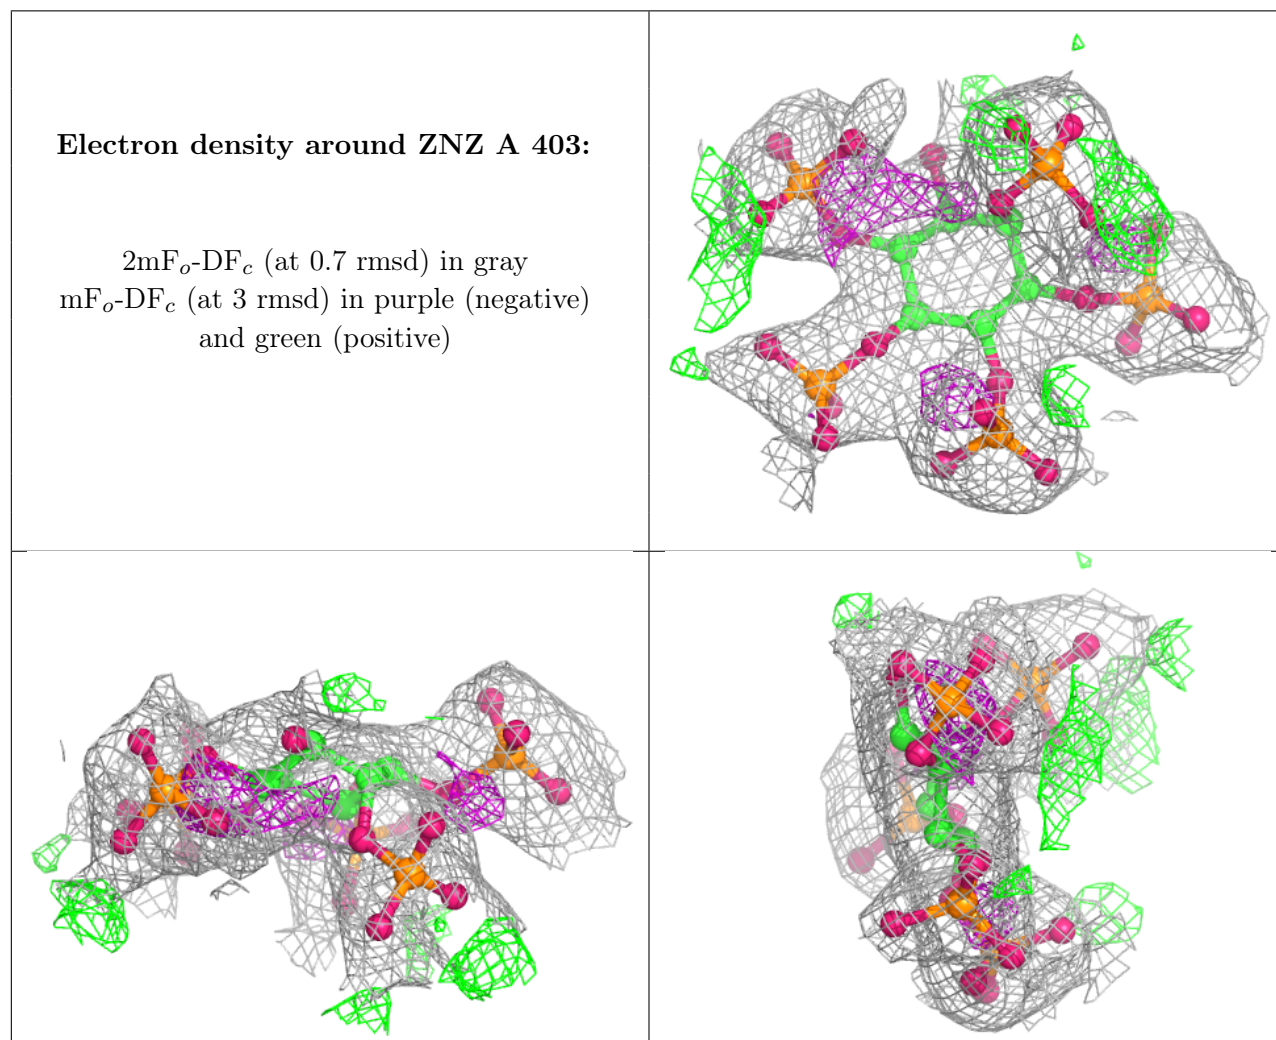 Electron density around ZNZ A 403:
2mFₒ-DF𝒸 (at 0.7 rmsd) in gray
mFₒ-DF𝒸 (at 3 rmsd) in purple (negative)
and green (positive)